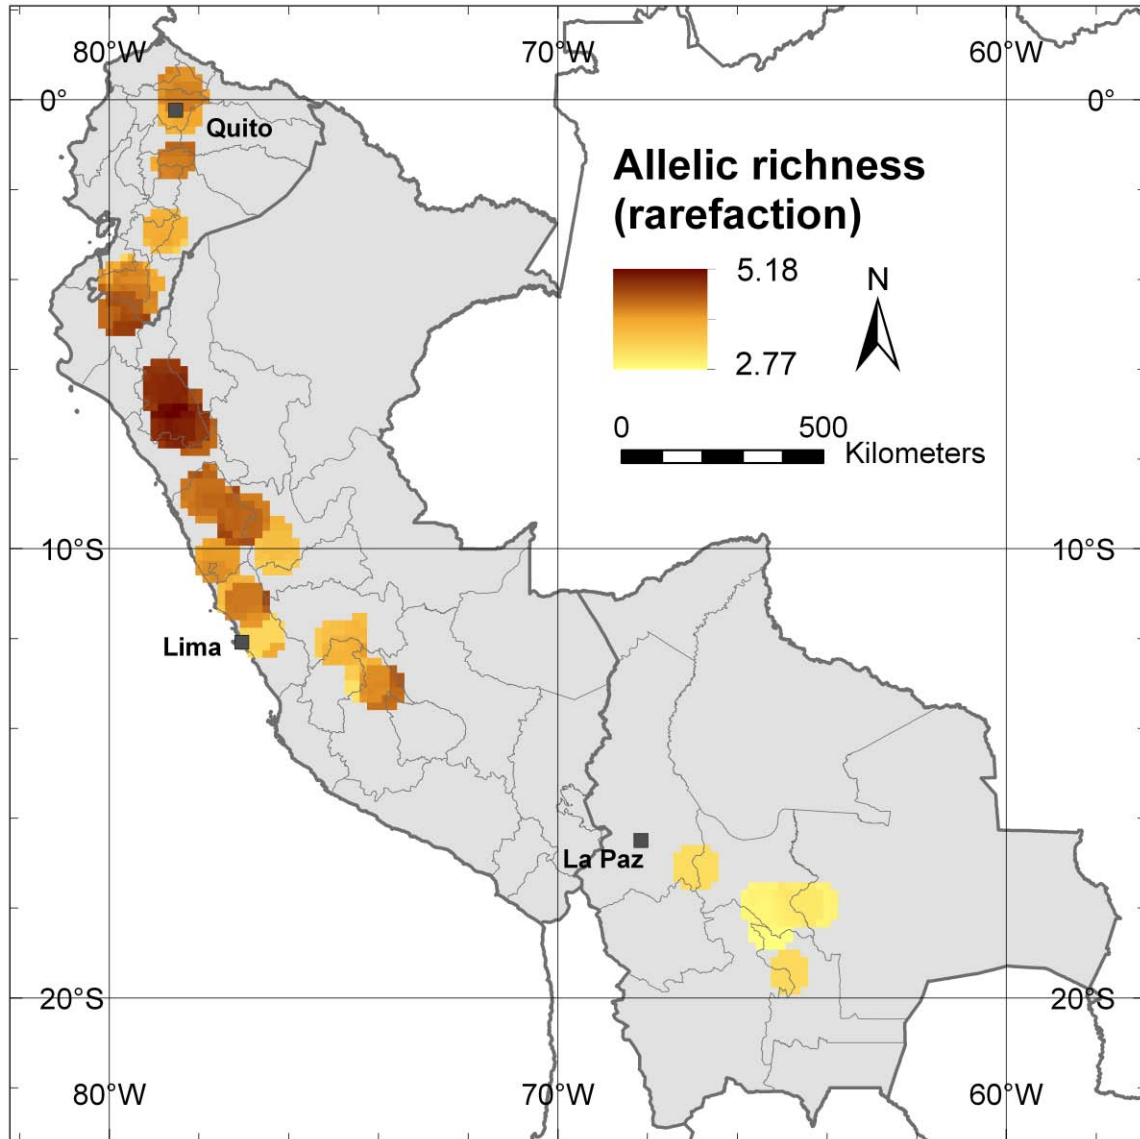 80°W 70°W 60°W
0° 0°
Quito
Allelic richness
(rarefaction)
5.18
2.77
N
0 500
Kilometers
10°S 10°S
Lima
La Paz
20°S 20°S
80°W 70°W 60°W